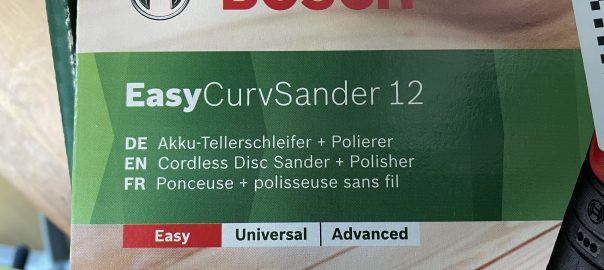 BOSCH
EasyCurvSander 12
DE Akku-Tellerschleifer + Polierer
EN Cordless Disc Sander + Polisher
FR Ponceuse + polisseuse sans fil
Easy Universal Advanced